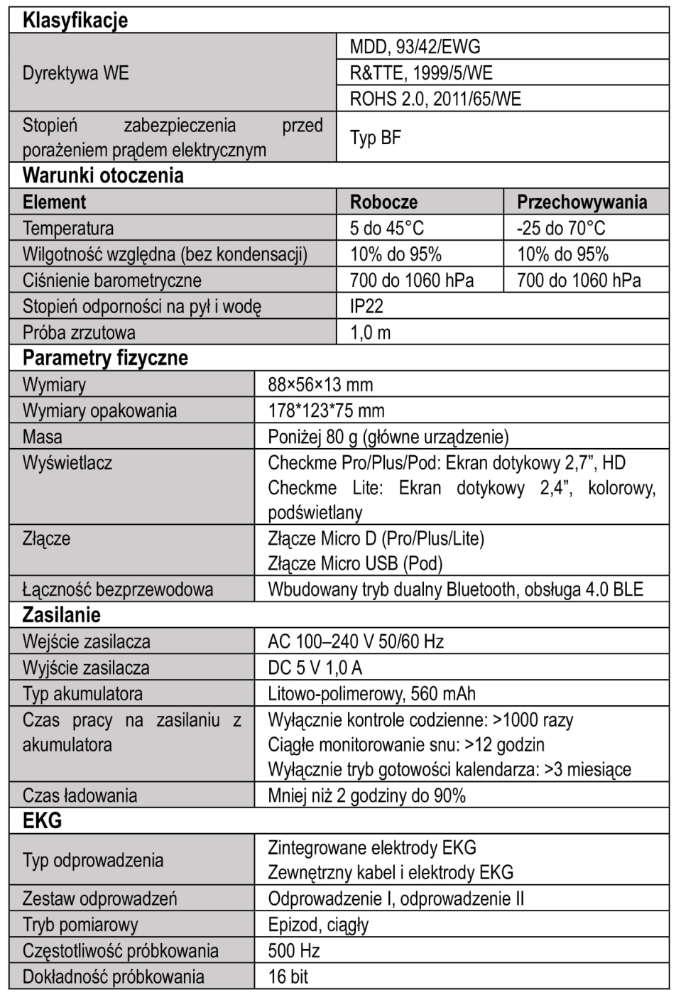 Klasyfikacje
Dyrektywa WE
MDD, 93/42/EWG
R&TTE, 1999/5/WE
ROHS 2.0, 2011/65/WE
Stopień zabezpieczenia przed
porażeniem prądem elektrycznym
Typ BF
Warunki otoczenia
Element Robocze Przechowywania
Temperatura 5 do 45°C -25 do 70°C
Wilgotność względna (bez kondensacji) 10% do 95% 10% do 95%
Ciśnienie barometryczne 700 do 1060 hPa 700 do 1060 hPa
Stopień odporności na pył i wodę IP22
Próba zrzutowa 1,0 m
Parametry fizyczne
Wymiary 88×56×13 mm
Wymiary opakowania 178*123*75 mm
Masa Poniżej 80 g (główne urządzenie)
Wyświetlacz Checkme Pro/Plus/Pod: Ekran dotykowy 2,7”, HD
Checkme Lite: Ekran dotykowy 2,4”, kolorowy,
podświetlany
Złącze Złącze Micro D (Pro/Plus/Lite)
Złącze Micro USB (Pod)
Łączność bezprzewodowa Wbudowany tryb dualny Bluetooth, obsługa 4.0 BLE
Zasilanie
Wejście zasilacza AC 100–240 V 50/60 Hz
Wyjście zasilacza DC 5 V 1,0 A
Typ akumulatora Litowo-polimerowy, 560 mAh
Czas pracy na zasilaniu z
akumulatora
Wyłącznie kontrole codzienne: >1000 razy
Ciągłe monitorowanie snu: >12 godzin
Wyłącznie tryb gotowości kalendarza: >3 miesiące
Czas ładowania Mniej niż 2 godziny do 90%
EKG
Typ odprowadzenia
Zintegrowane elektrody EKG
Zewnętrzny kabel i elektrody EKG
Zestaw odprowadzeń Odprowadzenie I, odprowadzenie II
Tryb pomiarowy Epizod, ciągły
Częstotliwość próbkowania 500 Hz
Dokładność próbkowania 16 bit